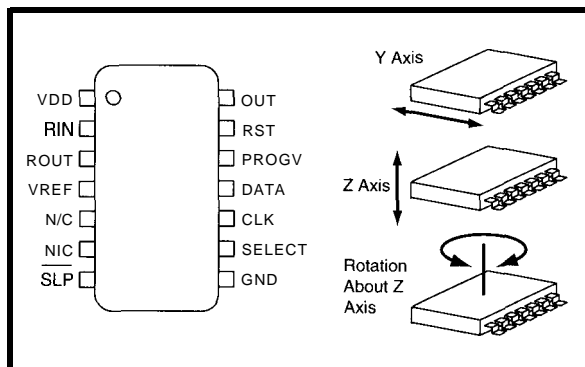 VDD
RIN
ROUT
VREF
N/C
NIC
SLP
OUT
RST
PROGV
DATA
CLK
SELECT
GND
Y Axis
Z Axis
Rotation
About Z
Axis